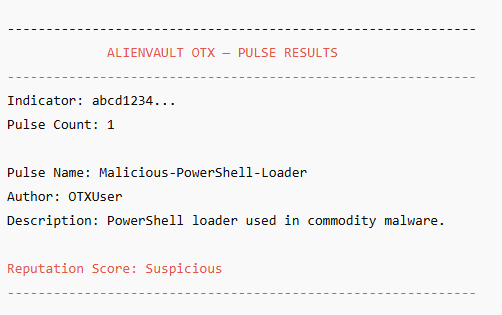 -------------------------------------------------------------
ALIENVAULT OTX – PULSE RESULTS
-------------------------------------------------------------
Indicator: abcd1234...
Pulse Count: 1
Pulse Name: Malicious-PowerShell-Loader
Author: OTXUser
Description: PowerShell loader used in commodity malware.
Reputation Score: Suspicious
-------------------------------------------------------------